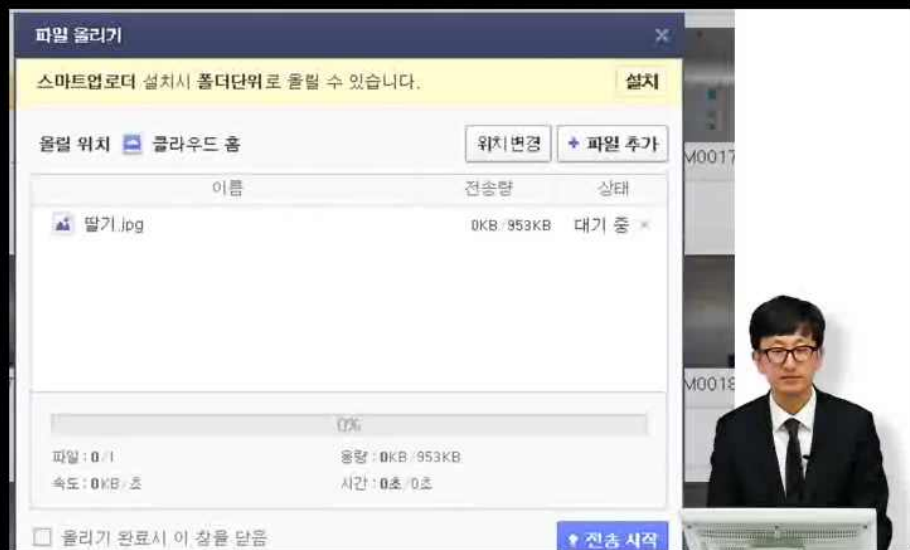 파일 올리기
스마트업로더 설치시 폴더단위로 올릴 수 있습니다. 설치
올릴 위치 클라우드 홈 위치변경 + 파일 추가
이름 전송량 상태
딸기.jpg 0KB/953KB 대기 중 ×
0%
파일 : 0/1 용량 : 0KB/953KB
속도 : 0KB/초 시간 : 0초/0초
올리기 완료시 이 창을 닫음 전송 시작
M0017
M0018